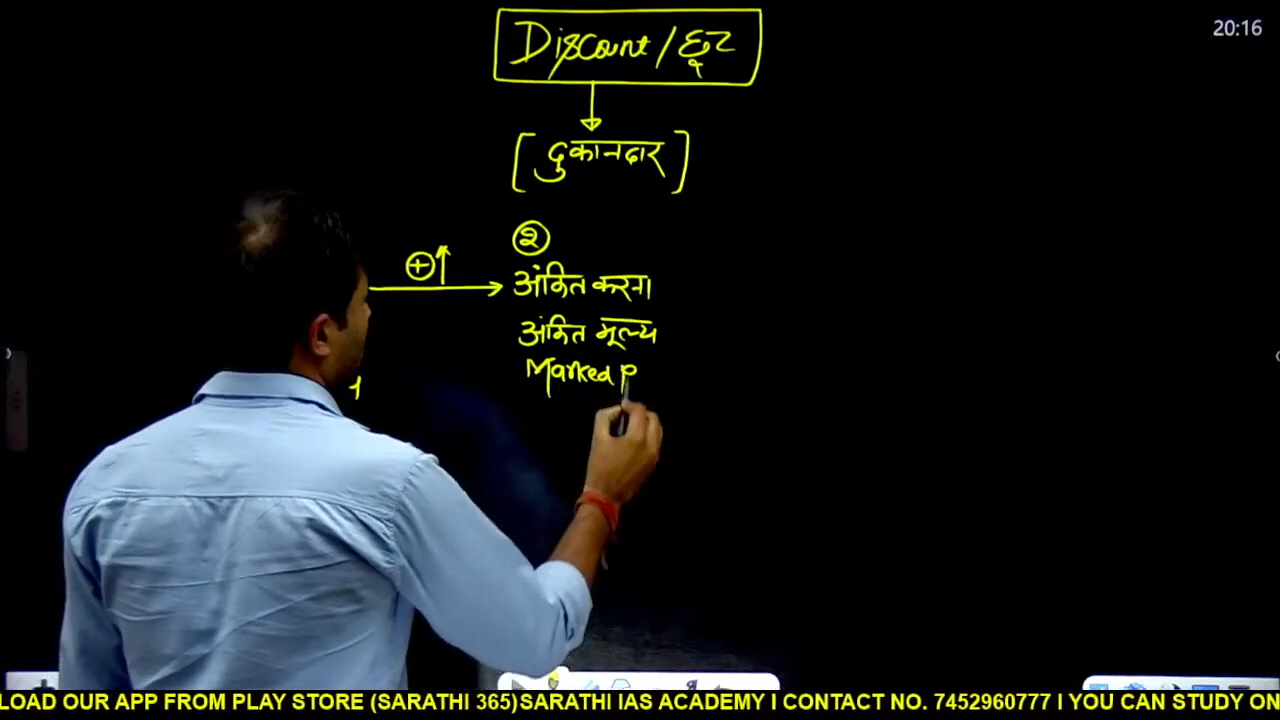 20:16
Discount / छूट
[ दुकानदार ]
②
⊕↑
अंकित करना
अंकित मूल्य
Marked P
LOAD OUR APP FROM PLAY STORE (SARATHI 365)SARATHI IAS ACADEMY I CONTACT NO. 7452960777 I YOU CAN STUDY ON